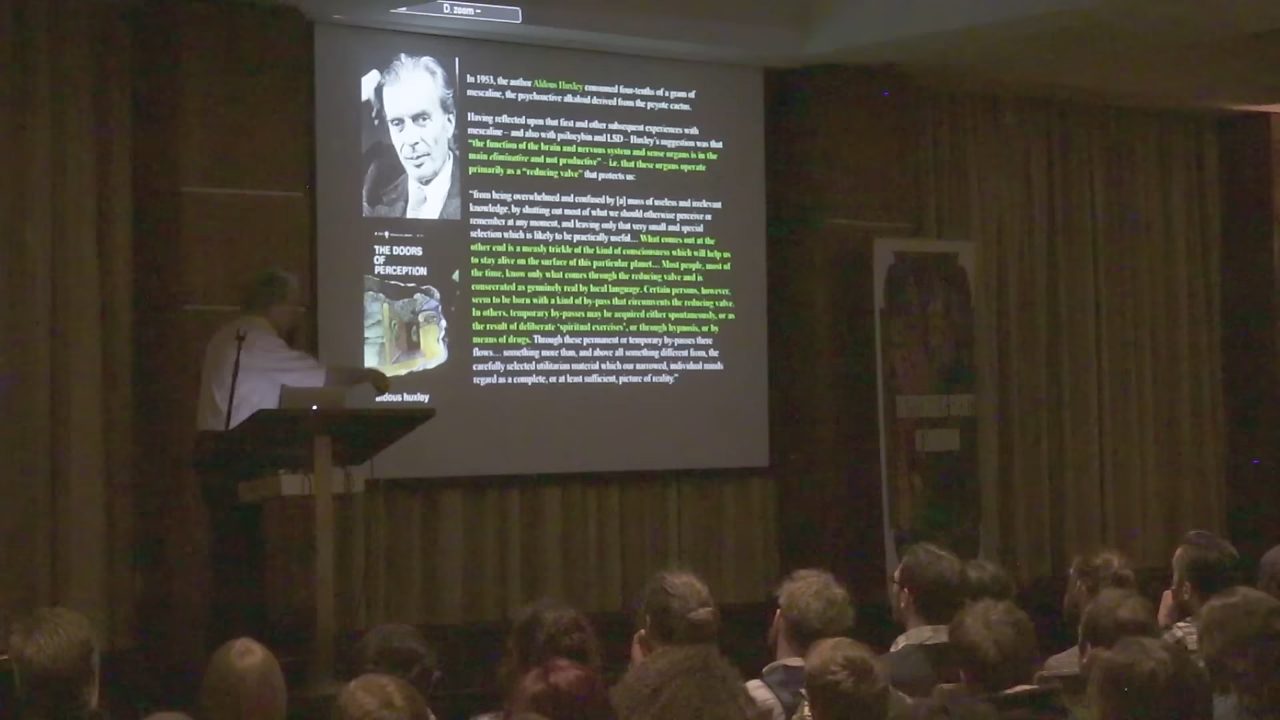 D. zoom –
In 1953, the author Aldous Huxley consumed four-tenths of a gram of
mescaline, the psychoactive alkaloid derived from the peyote cactus.
Having reflected upon that first and other subsequent experiences with
mescaline – and also with psilocybin and LSD – Huxley's suggestion was that
“the function of the brain and nervous system and sense organs is in the
main eliminative and not productive” – i.e. that these organs operate
primarily as a “reducing valve” that protects us:
“from being overwhelmed and confused by [a] mass of useless and irrelevant
knowledge, by shutting out most of what we should otherwise perceive or
remember at any moment, and leaving only that very small and special
selection which is likely to be practically useful... What comes out at the
other end is a measly trickle of the kind of consciousness which will help us
to stay alive on the surface of this particular planet... Most people, most of
the time, know only what comes through the reducing valve and is
consecrated as genuinely real by local language. Certain persons, however,
seem to be born with a kind of by-pass that circumvents the reducing valve.
In others, temporary by-passes may be acquired either spontaneously, or as
the result of deliberate 'spiritual exercises', or through hypnosis, or by
means of drugs. Through these permanent or temporary by-passes there
flows... something more than, and above all something different from, the
carefully selected utilitarian material which our narrowed, individual minds
regard as a complete, or at least sufficient, picture of reality.”
THE DOORS
OF
PERCEPTION
aldous huxley